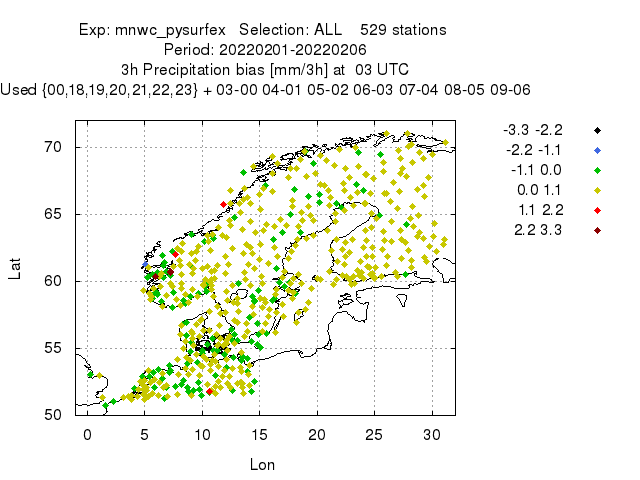 Exp: mnwc_pysurfex   Selection: ALL    529 stations
Period: 20220201-20220206
3h Precipitation bias [mm/3h] at  03 UTC
Used {00,18,19,20,21,22,23} + 03-00 04-01 05-02 06-03 07-04 08-05 09-06
-3.3 -2.2
-2.2 -1.1
-1.1 0.0
0.0 1.1
1.1 2.2
2.2 3.3
70
65
60
55
50
Lat
0 5 10 15 20 25 30
Lon